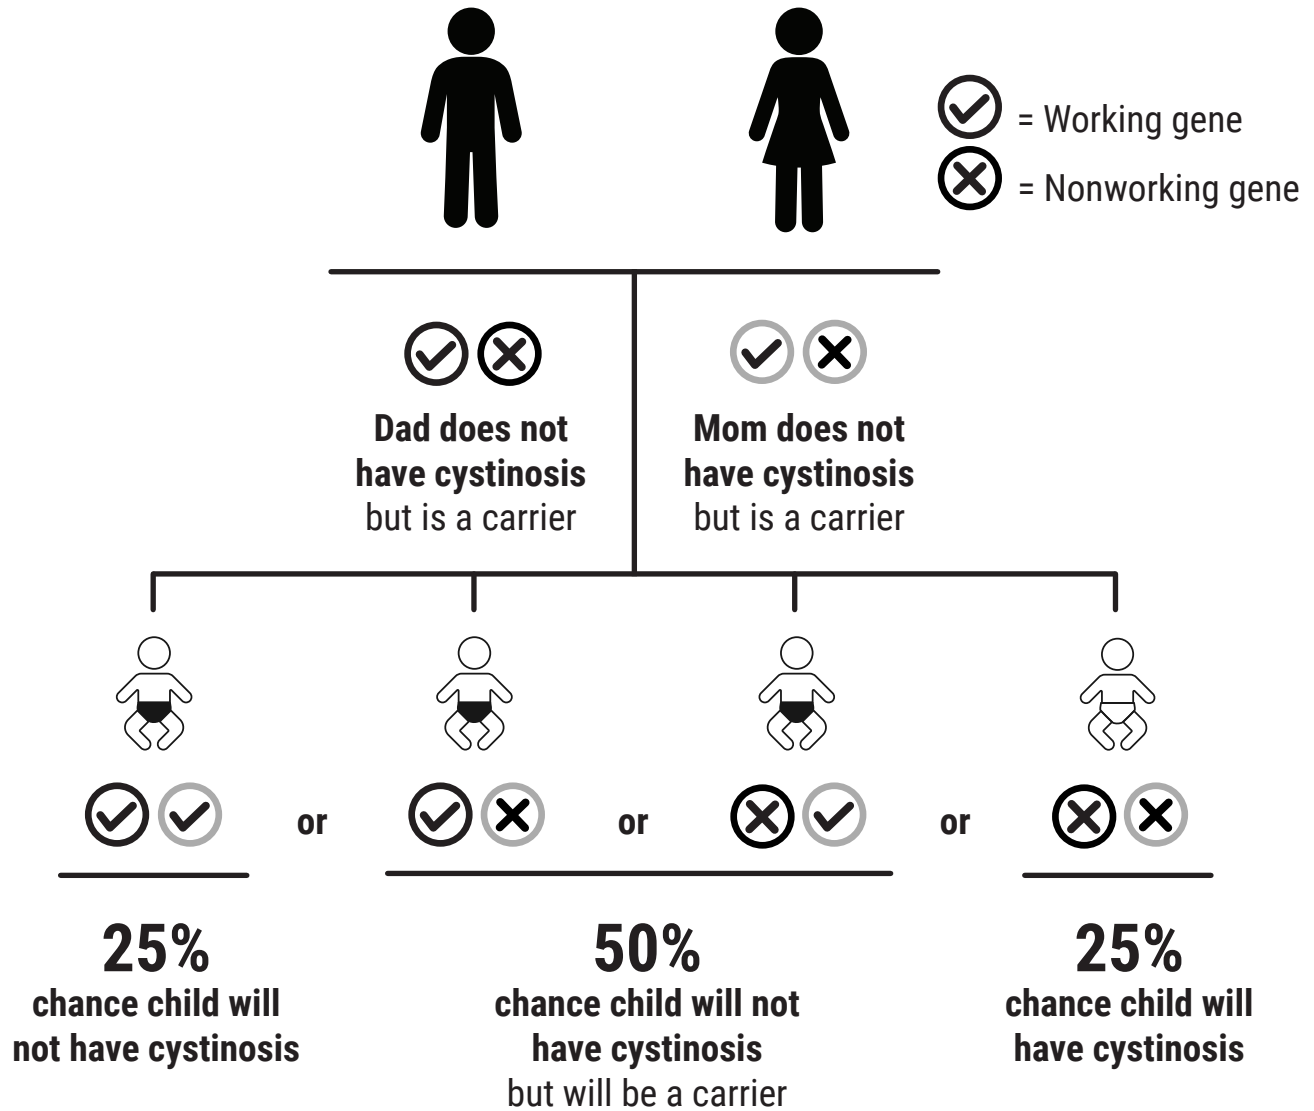 = Working gene
= Nonworking gene
Dad does not
have cystinosis
but is a carrier
Mom does not
have cystinosis
but is a carrier
or
or
or
25%
chance child will
not have cystinosis
50%
chance child will not
have cystinosis
but will be a carrier
25%
chance child will
have cystinosis